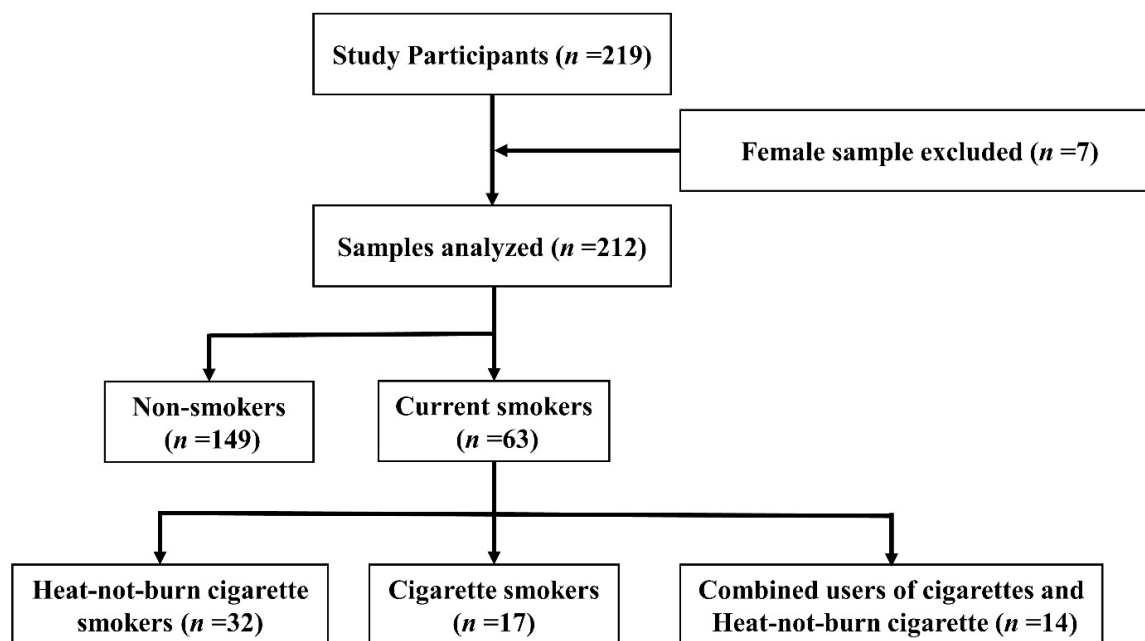 Study Participants (n =219)
Female sample excluded (n =7)
Samples analyzed (n =212)
Non-smokers
(n =149)
Current smokers
(n =63)
Heat-not-burn cigarette
smokers (n =32)
Cigarette smokers
(n =17)
Combined users of cigarettes and
Heat-not-burn cigarette (n =14)